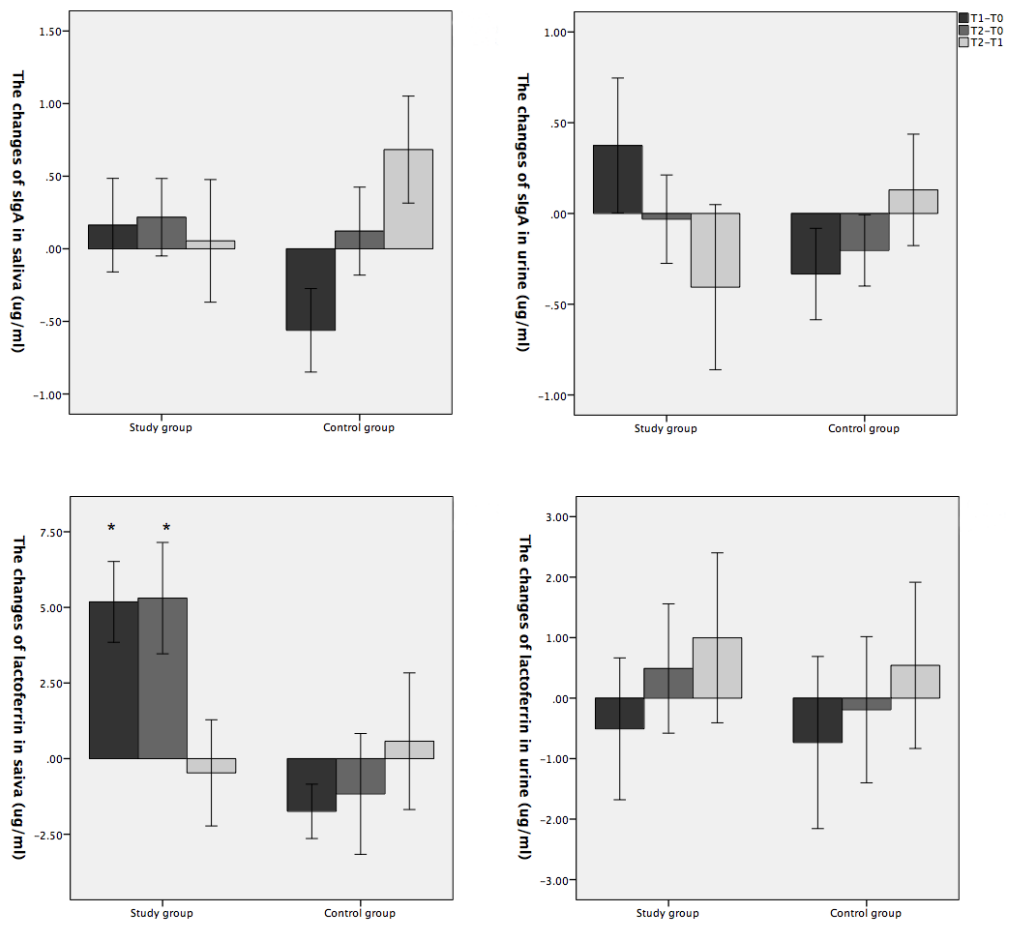 The changes of sIgA in saliva (ug/ml)
1.50
1.00
.50
.00
-.50
-1.00
Study group
Control group
The changes of sIgA in urine (ug/ml)
1.00
.50
.00
-.50
-1.00
Study group
Control group
T1-T0
T2-T0
T2-T1
The changes of lactoferrin in saiva (ug/ml)
7.50
5.00
2.50
.00
-2.50
* *
Study group
Control group
The changes of lactoferrin in urine (ug/ml)
3.00
2.00
1.00
.00
-1.00
-2.00
-3.00
Study group
Control group